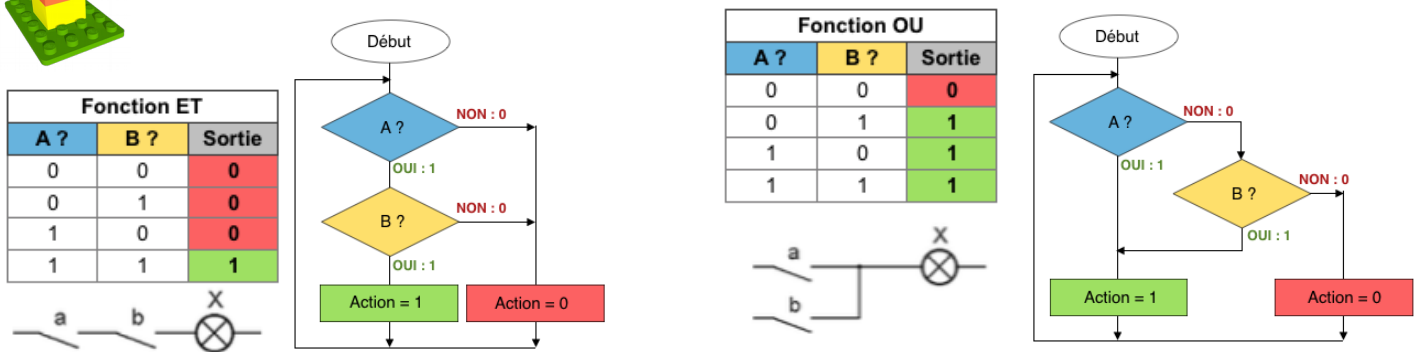 Fonction ET
A ? B ? Sortie
0 0 0
0 1 0
1 0 0
1 1 1
a b X
Début
A ?
NON : 0
OUI : 1
B ?
NON : 0
OUI : 1
Action = 1 Action = 0
Fonction OU
A ? B ? Sortie
0 0 0
0 1 1
1 0 1
1 1 1
a X
b
Début
A ?
NON : 0
OUI : 1
B ?
NON : 0
OUI : 1
Action = 1 Action = 0